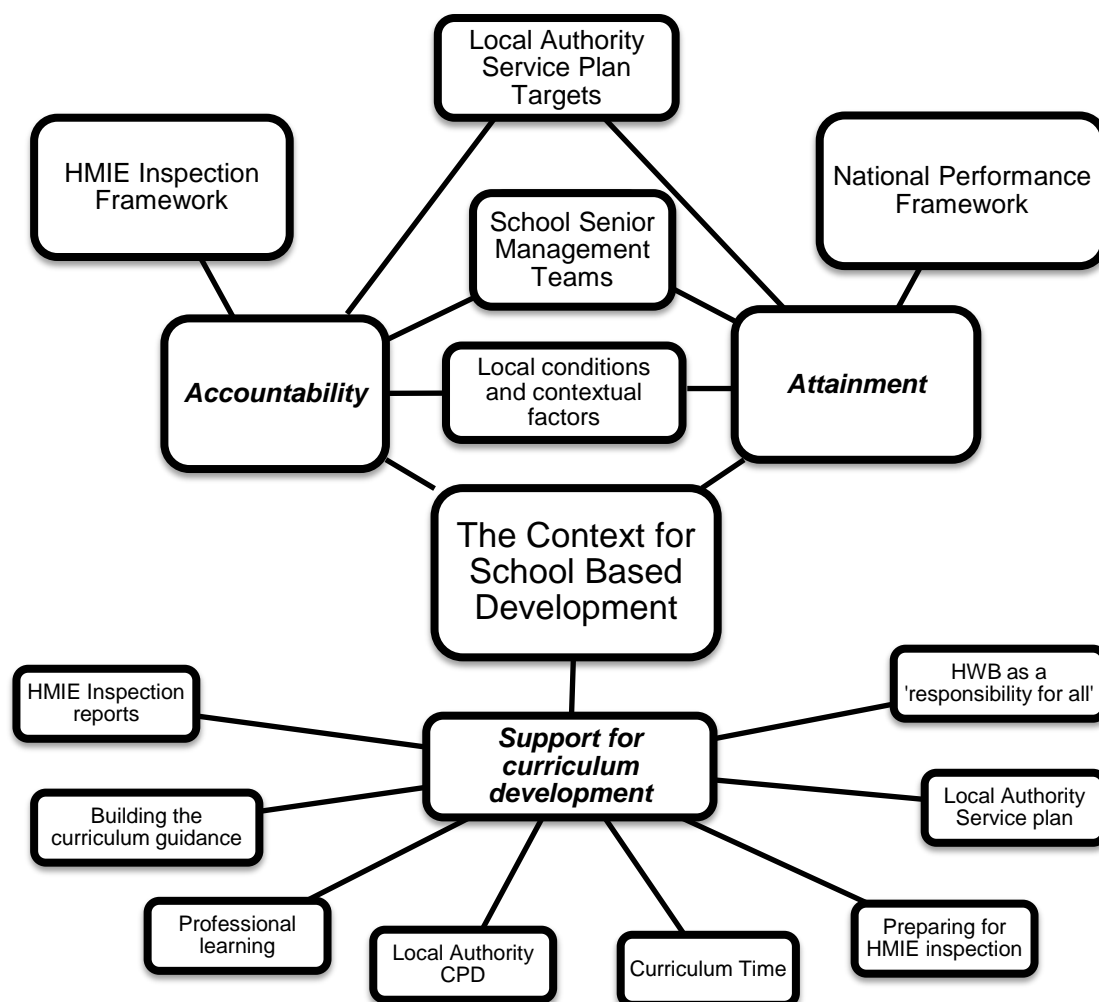 Local Authority
Service Plan
Targets
HMIE Inspection
Framework
National Performance
Framework
School Senior
Management
Teams
Accountability
Local conditions
and contextual
factors
Attainment
The Context for
School Based
Development
HMIE Inspection
reports
HWB as a
'responsibility for all'
Support for
curriculum
development
Building the
curriculum guidance
Local Authority
Service plan
Professional
learning
Local Authority
CPD
Curriculum Time
Preparing for
HMIE inspection